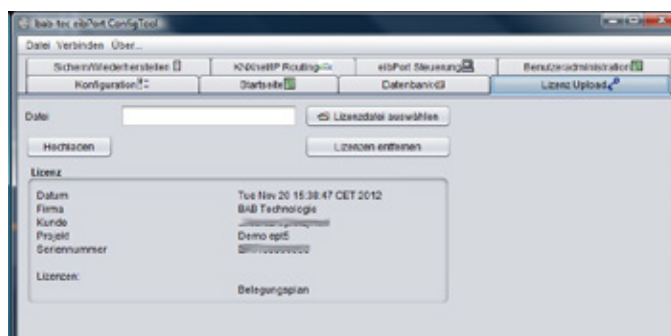 bab-tec eibPort ConfigTool
Datei Verbinden Über...
Sichern/Wiederherstellen KNXnet/IP Routing eibPort Steuerung Benutzeradministration
Konfiguration Startseite Datenbank Lizenz Upload
Datei Lizenzdatei auswählen
Hochladen Lizenzen entfernen
Lizenz
Datum Tue Nov 20 15:38:47 CET 2012
Firma BAB Technologie
Kunde
Projekt Demo ept5
Seriennummer
Lizenzen:
Belegungsplan